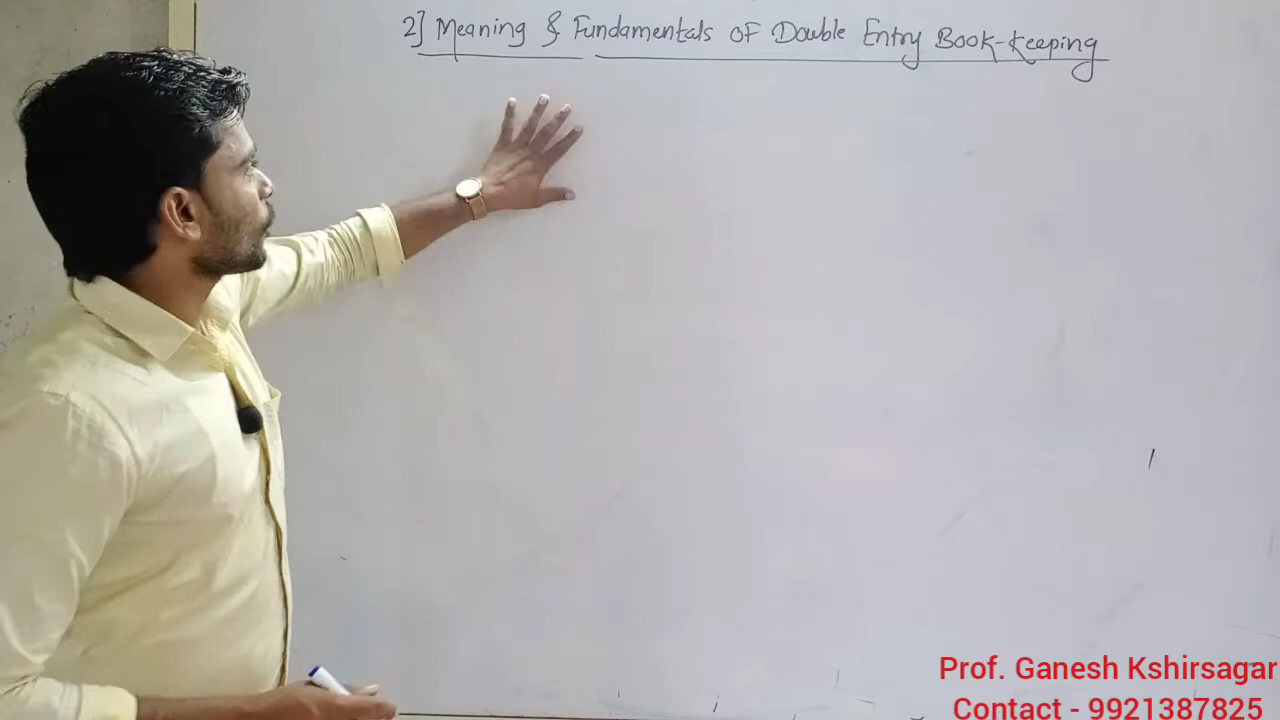 2] Meaning & Fundamentals of Double Entry Book-Keeping
Prof. Ganesh Kshirsagar
Contact - 9921387825